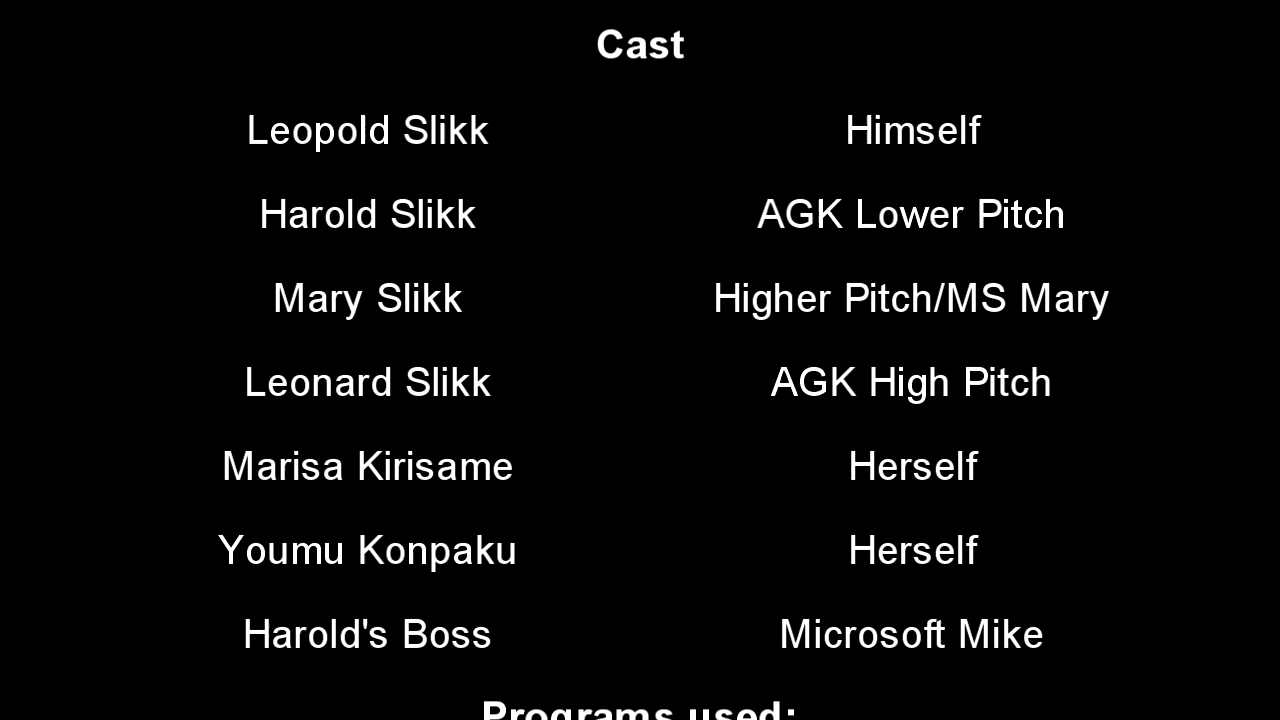 Cast
Leopold Slikk Himself
Harold Slikk AGK Lower Pitch
Mary Slikk Higher Pitch/MS Mary
Leonard Slikk AGK High Pitch
Marisa Kirisame Herself
Youmu Konpaku Herself
Harold's Boss Microsoft Mike
Programs used: